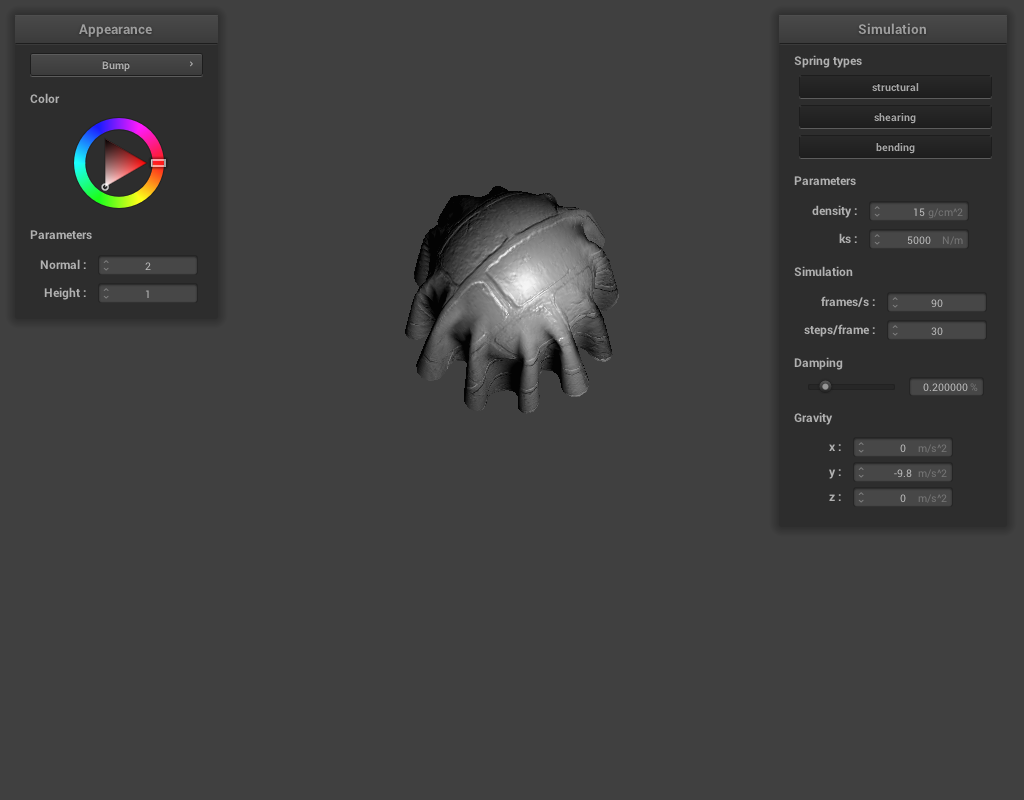 Appearance
Bump
Color
Parameters
Normal : 2
Height : 1
Simulation
Spring types
structural
shearing
bending
Parameters
density : 15 g/cm^2
ks : 5000 N/m
Simulation
frames/s : 90
steps/frame : 30
Damping
0.200000 %
Gravity
x : 0 m/s^2
y : -9.8 m/s^2
z : 0 m/s^2